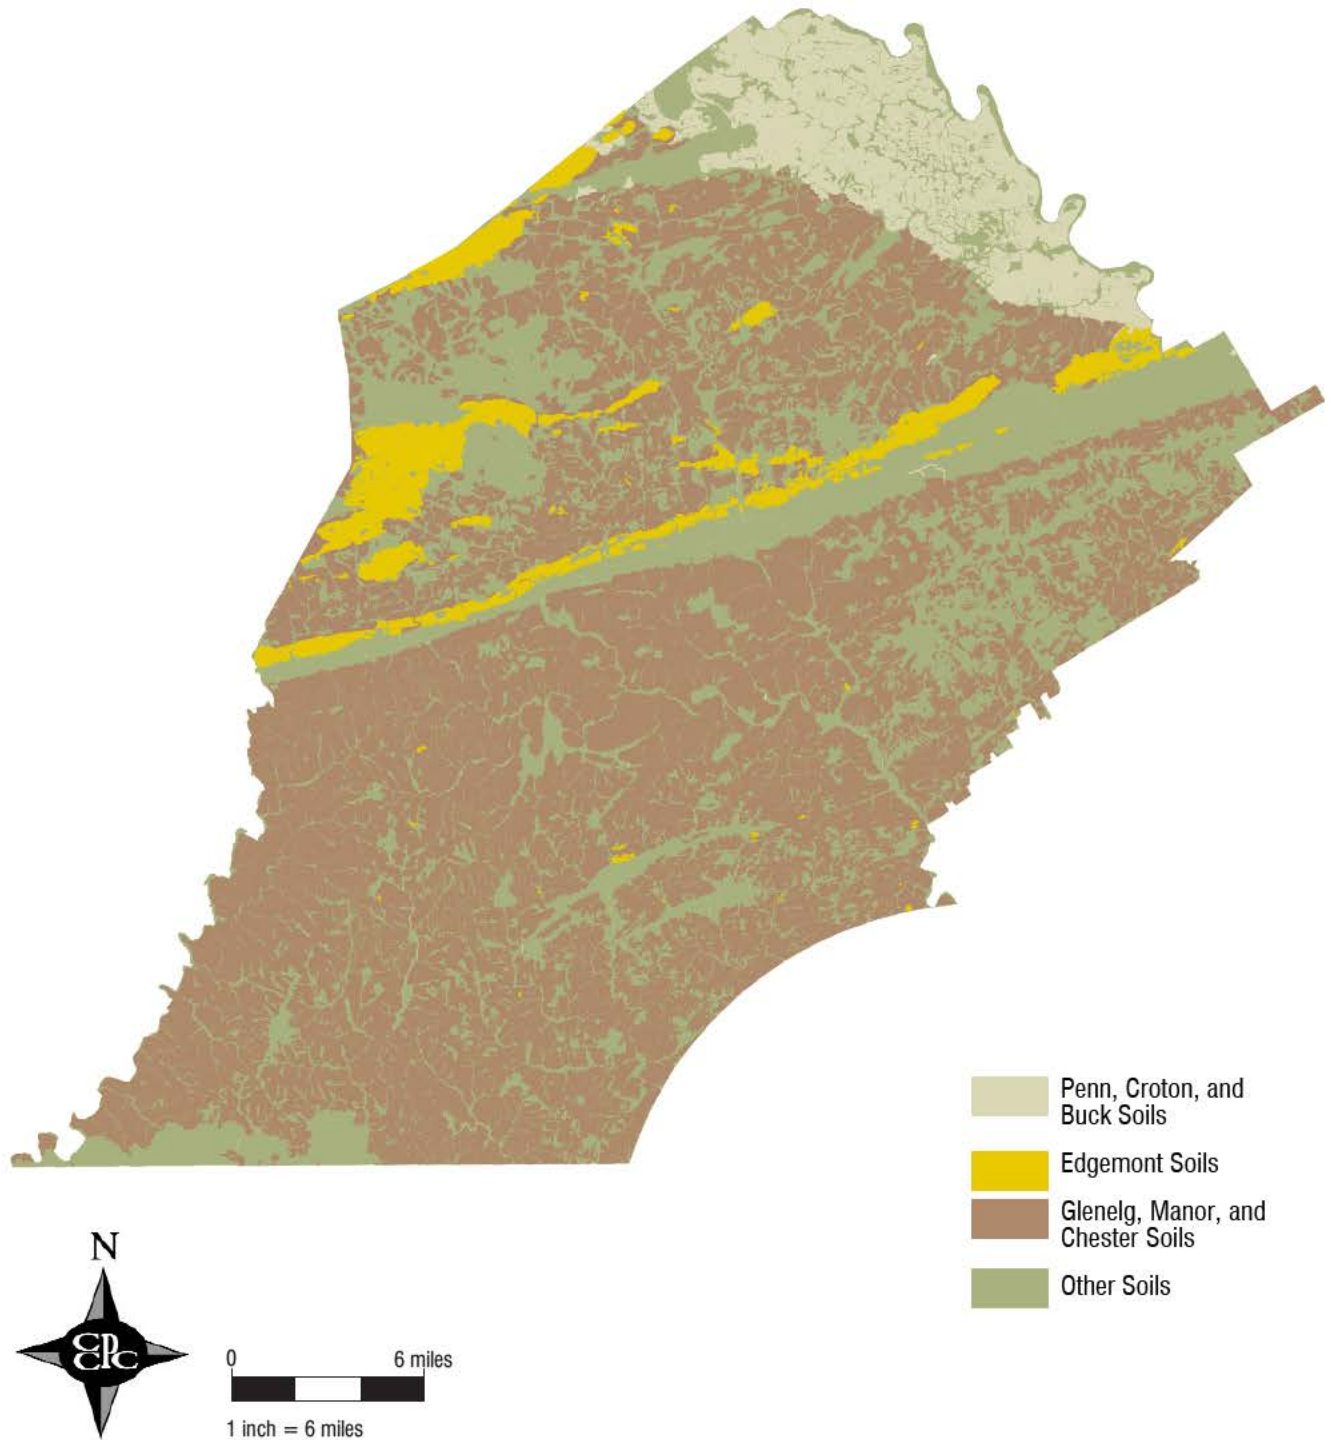 Penn, Croton, and
Buck Soils
Edgemont Soils
Glenelg, Manor, and
Chester Soils
Other Soils
N
CPC
0 6 miles
1 inch = 6 miles